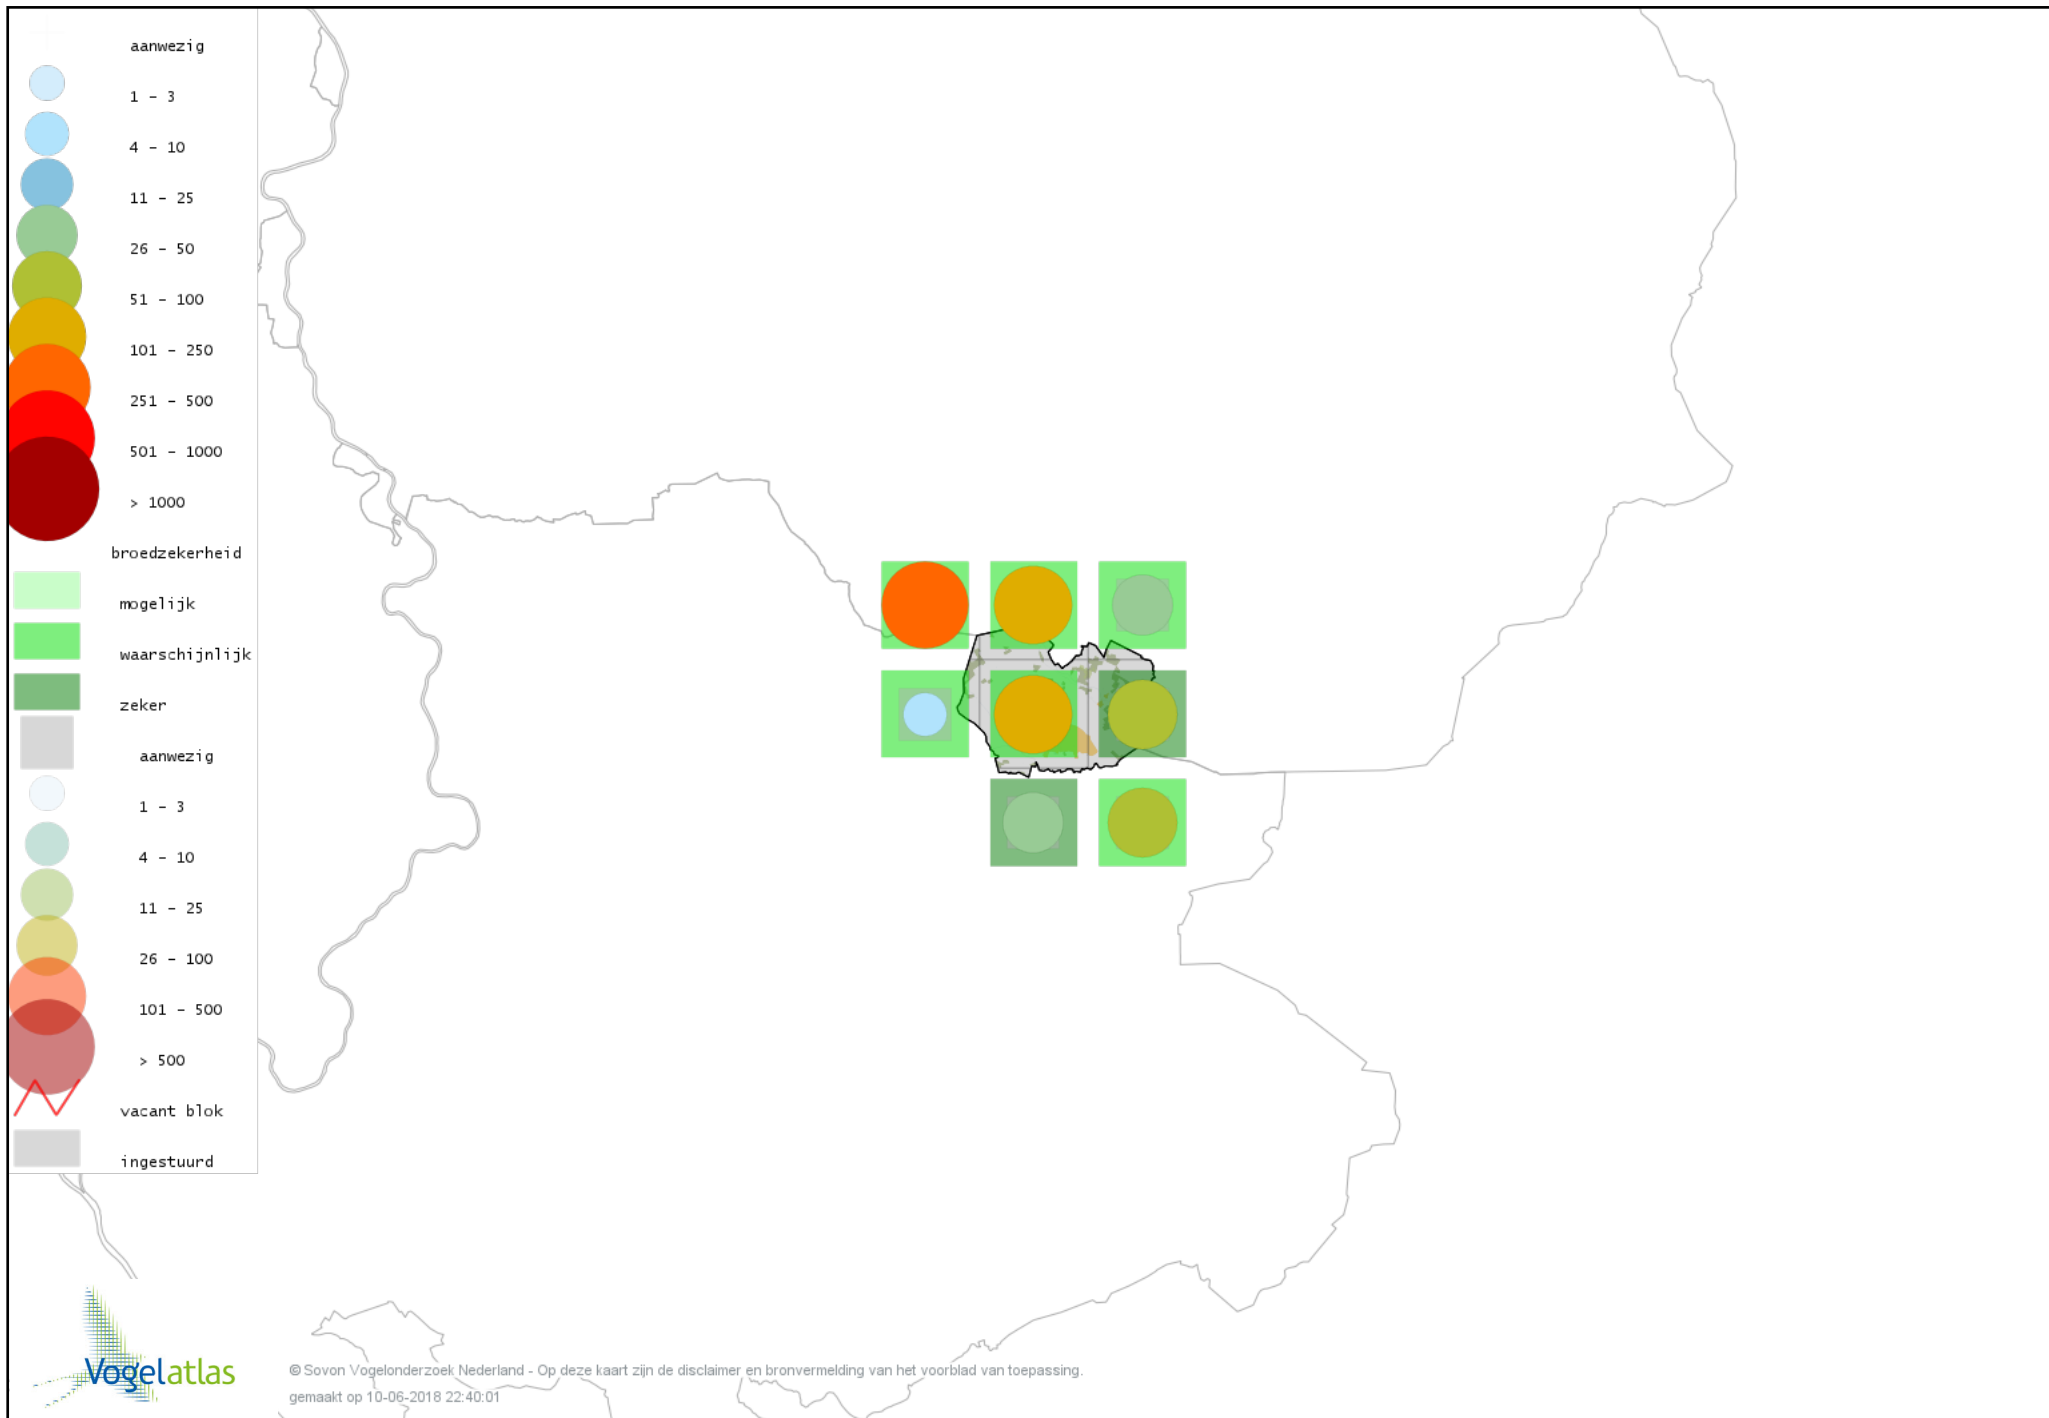 aanwezig
1 - 3
4 - 10
11 - 25
26 - 50
51 - 100
101 - 250
251 - 500
501 - 1000
> 1000
broedzekerheid
mogelijk
waarschijnlijk
zeker
aanwezig
1 - 3
4 - 10
11 - 25
26 - 100
101 - 500
> 500
vacant blok
ingestuurd
Vogelatlas
© Sovon Vogelonderzoek Nederland - Op deze kaart zijn de disclaimer en bronvermelding van het voorblad van toepassing.
gemaakt op 10-06-2018 22:40:01